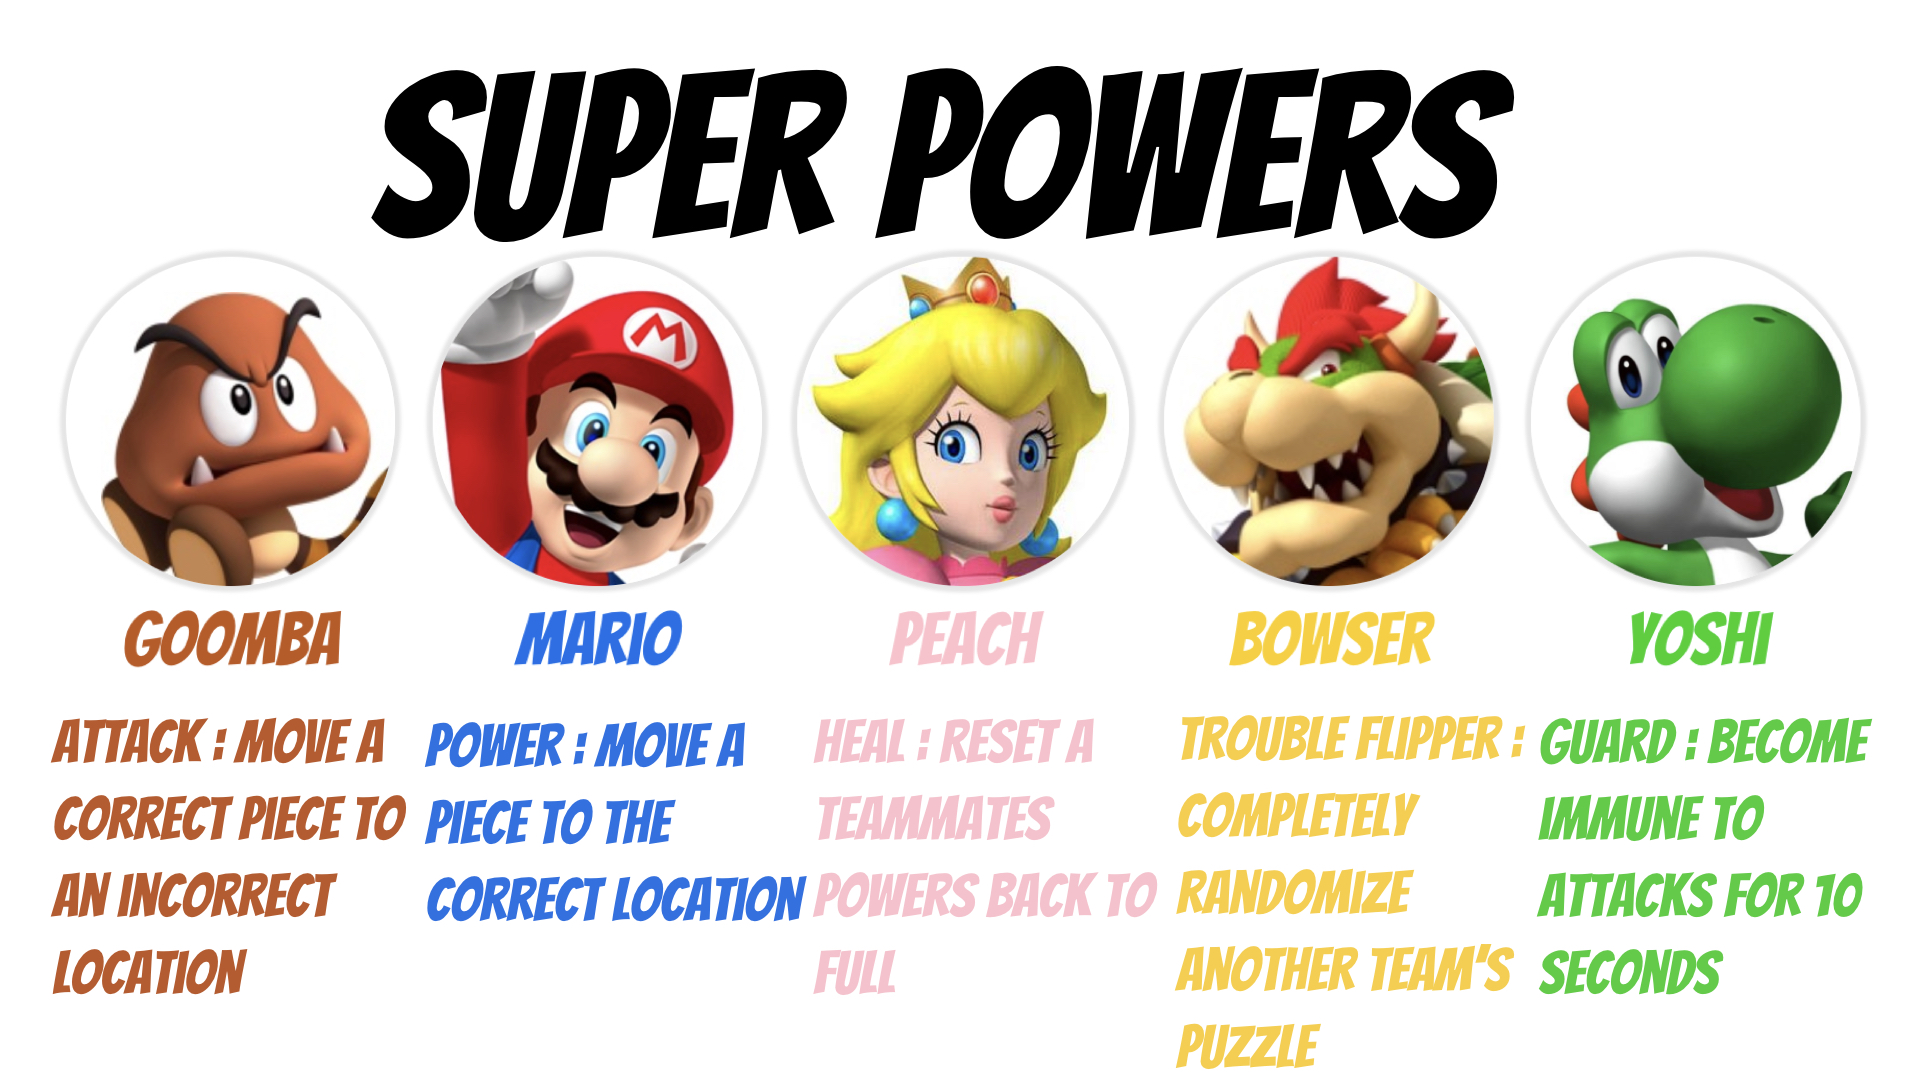 SUPER POWERS
M
GOOMBA
ATTACK : MOVE A
CORRECT PIECE TO
AN INCORRECT
LOCATION
MARIO
POWER : MOVE A
PIECE TO THE
CORRECT LOCATION
PEACH
HEAL : RESET A
TEAMMATES
POWERS BACK TO
FULL
BOWSER
TROUBLE FLIPPER :
COMPLETELY
RANDOMIZE
ANOTHER TEAM'S
PUZZLE
YOSHI
GUARD : BECOME
IMMUNE TO
ATTACKS FOR 10
SECONDS